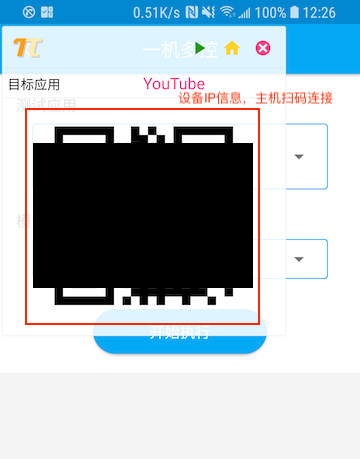 0.51K/s 100% 12:26
一机多控
目标应用 YouTube
设备IP信息，主机扫码连接
测试应用
开始执行